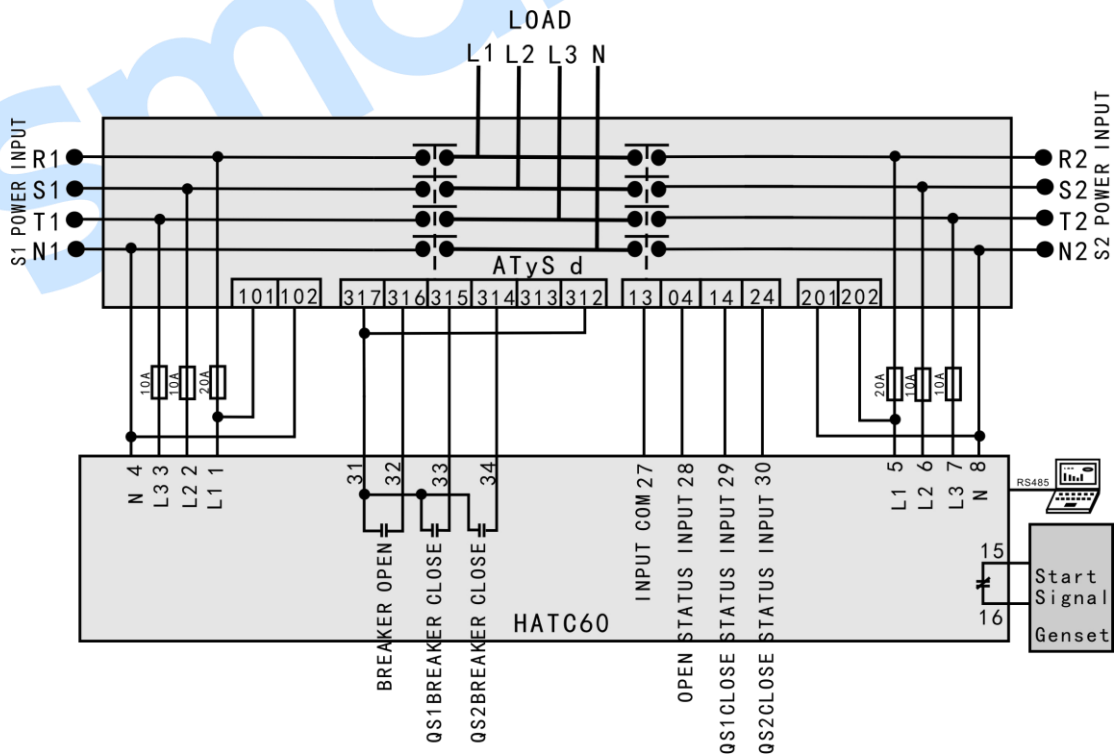 smar
LOAD
L1 L2 L3 N
S1 POWER INPUT
R1
S1
T1
N1
S2 POWER INPUT
R2
S2
T2
N2
ATyS d
101 102
317 316 315 314 313 312
13 04 14 24
201 202
10A 10A 20A
20A 10A 10A
N 4
L3 3
L2 2
L1 1
31
32
33
34
INPUT COM 27
OPEN STATUS INPUT 28
QS1CLOSE STATUS INPUT 29
QS2CLOSE STATUS INPUT 30
5 L1
6 L2
7 L3
8 N
BREAKER OPEN
QS1BREAKER CLOSE
QS2BREAKER CLOSE
RS485
15
16
Start
Signal
Genset
HATC60